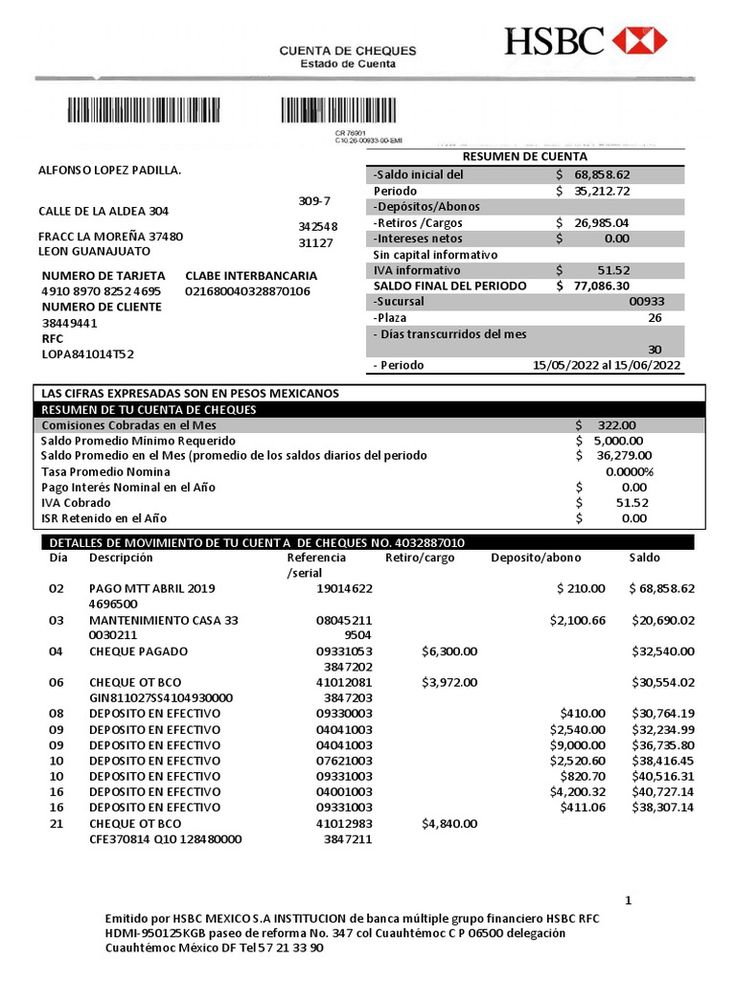 CUENTA DE CHEQUES
Estado de Cuenta
HSBC
CR 76901
C10.26-00933-00-EMI
ALFONSO LOPEZ PADILLA.
309-7
CALLE DE LA ALDEA 304
342548
FRACC LA MOREÑA 37480
31127
LEON GUANAJUATO
NUMERO DE TARJETA CLABE INTERBANCARIA
4910 8970 8252 4695 021680040328870106
NUMERO DE CLIENTE
38449441
RFC
LOPA841014T52
RESUMEN DE CUENTA
-Saldo inicial del $ 68,858.62
Periodo $ 35,212.72
-Depósitos/Abonos
-Retiros /Cargos $ 26,985.04
-Intereses netos $ 0.00
Sin capital informativo
IVA informativo $ 51.52
SALDO FINAL DEL PERIODO $ 77,086.30
-Sucursal 00933
-Plaza 26
- Días transcurridos del mes
30
- Periodo 15/05/2022 al 15/06/2022
LAS CIFRAS EXPRESADAS SON EN PESOS MEXICANOS
RESUMEN DE TU CUENTA DE CHEQUES
Comisiones Cobradas en el Mes $ 322.00
Saldo Promedio Mínimo Requerido $ 5,000.00
Saldo Promedio en el Mes (promedio de los saldos diarios del periodo $ 36,279.00
Tasa Promedio Nomina 0.0000%
Pago Interés Nominal en el Año $ 0.00
IVA Cobrado $ 51.52
ISR Retenido en el Año $ 0.00
DETALLES DE MOVIMIENTO DE TU CUENTA DE CHEQUES NO. 4032887010
Día Descripción Referencia Retiro/cargo Deposito/abono Saldo
/serial
02 PAGO MTT ABRIL 2019 19014622 $ 210.00 $ 68,858.62
4696500
03 MANTENIMIENTO CASA 33 08045211 $2,100.66 $20,690.02
0030211 9504
04 CHEQUE PAGADO 09331053 $6,300.00 $32,540.00
3847202
06 CHEQUE OT BCO 41012081 $3,972.00 $30,554.02
GIN811027SS4104930000 3847203
08 DEPOSITO EN EFECTIVO 09330003 $410.00 $30,764.19
09 DEPOSITO EN EFECTIVO 04041003 $2,540.00 $32,234.99
09 DEPOSITO EN EFECTIVO 04041003 $9,000.00 $36,735.80
10 DEPOSITO EN EFECTIVO 07621003 $2,520.60 $38,416.45
10 DEPOSITO EN EFECTIVO 09331003 $820.70 $40,516.31
16 DEPOSITO EN EFECTIVO 04001003 $4,200.32 $40,727.14
16 DEPOSITO EN EFECTIVO 09331003 $411.06 $38,307.14
21 CHEQUE OT BCO 41012983 $4,840.00
CFE370814 Q10 128480000 3847211
1
Emitido por HSBC MEXICO S.A INSTITUCION de banca múltiple grupo financiero HSBC RFC
HDMI-950125KGB paseo de reforma No. 347 col Cuauhtémoc C P 06500 delegación
Cuauhtémoc México DF Tel 57 21 33 90